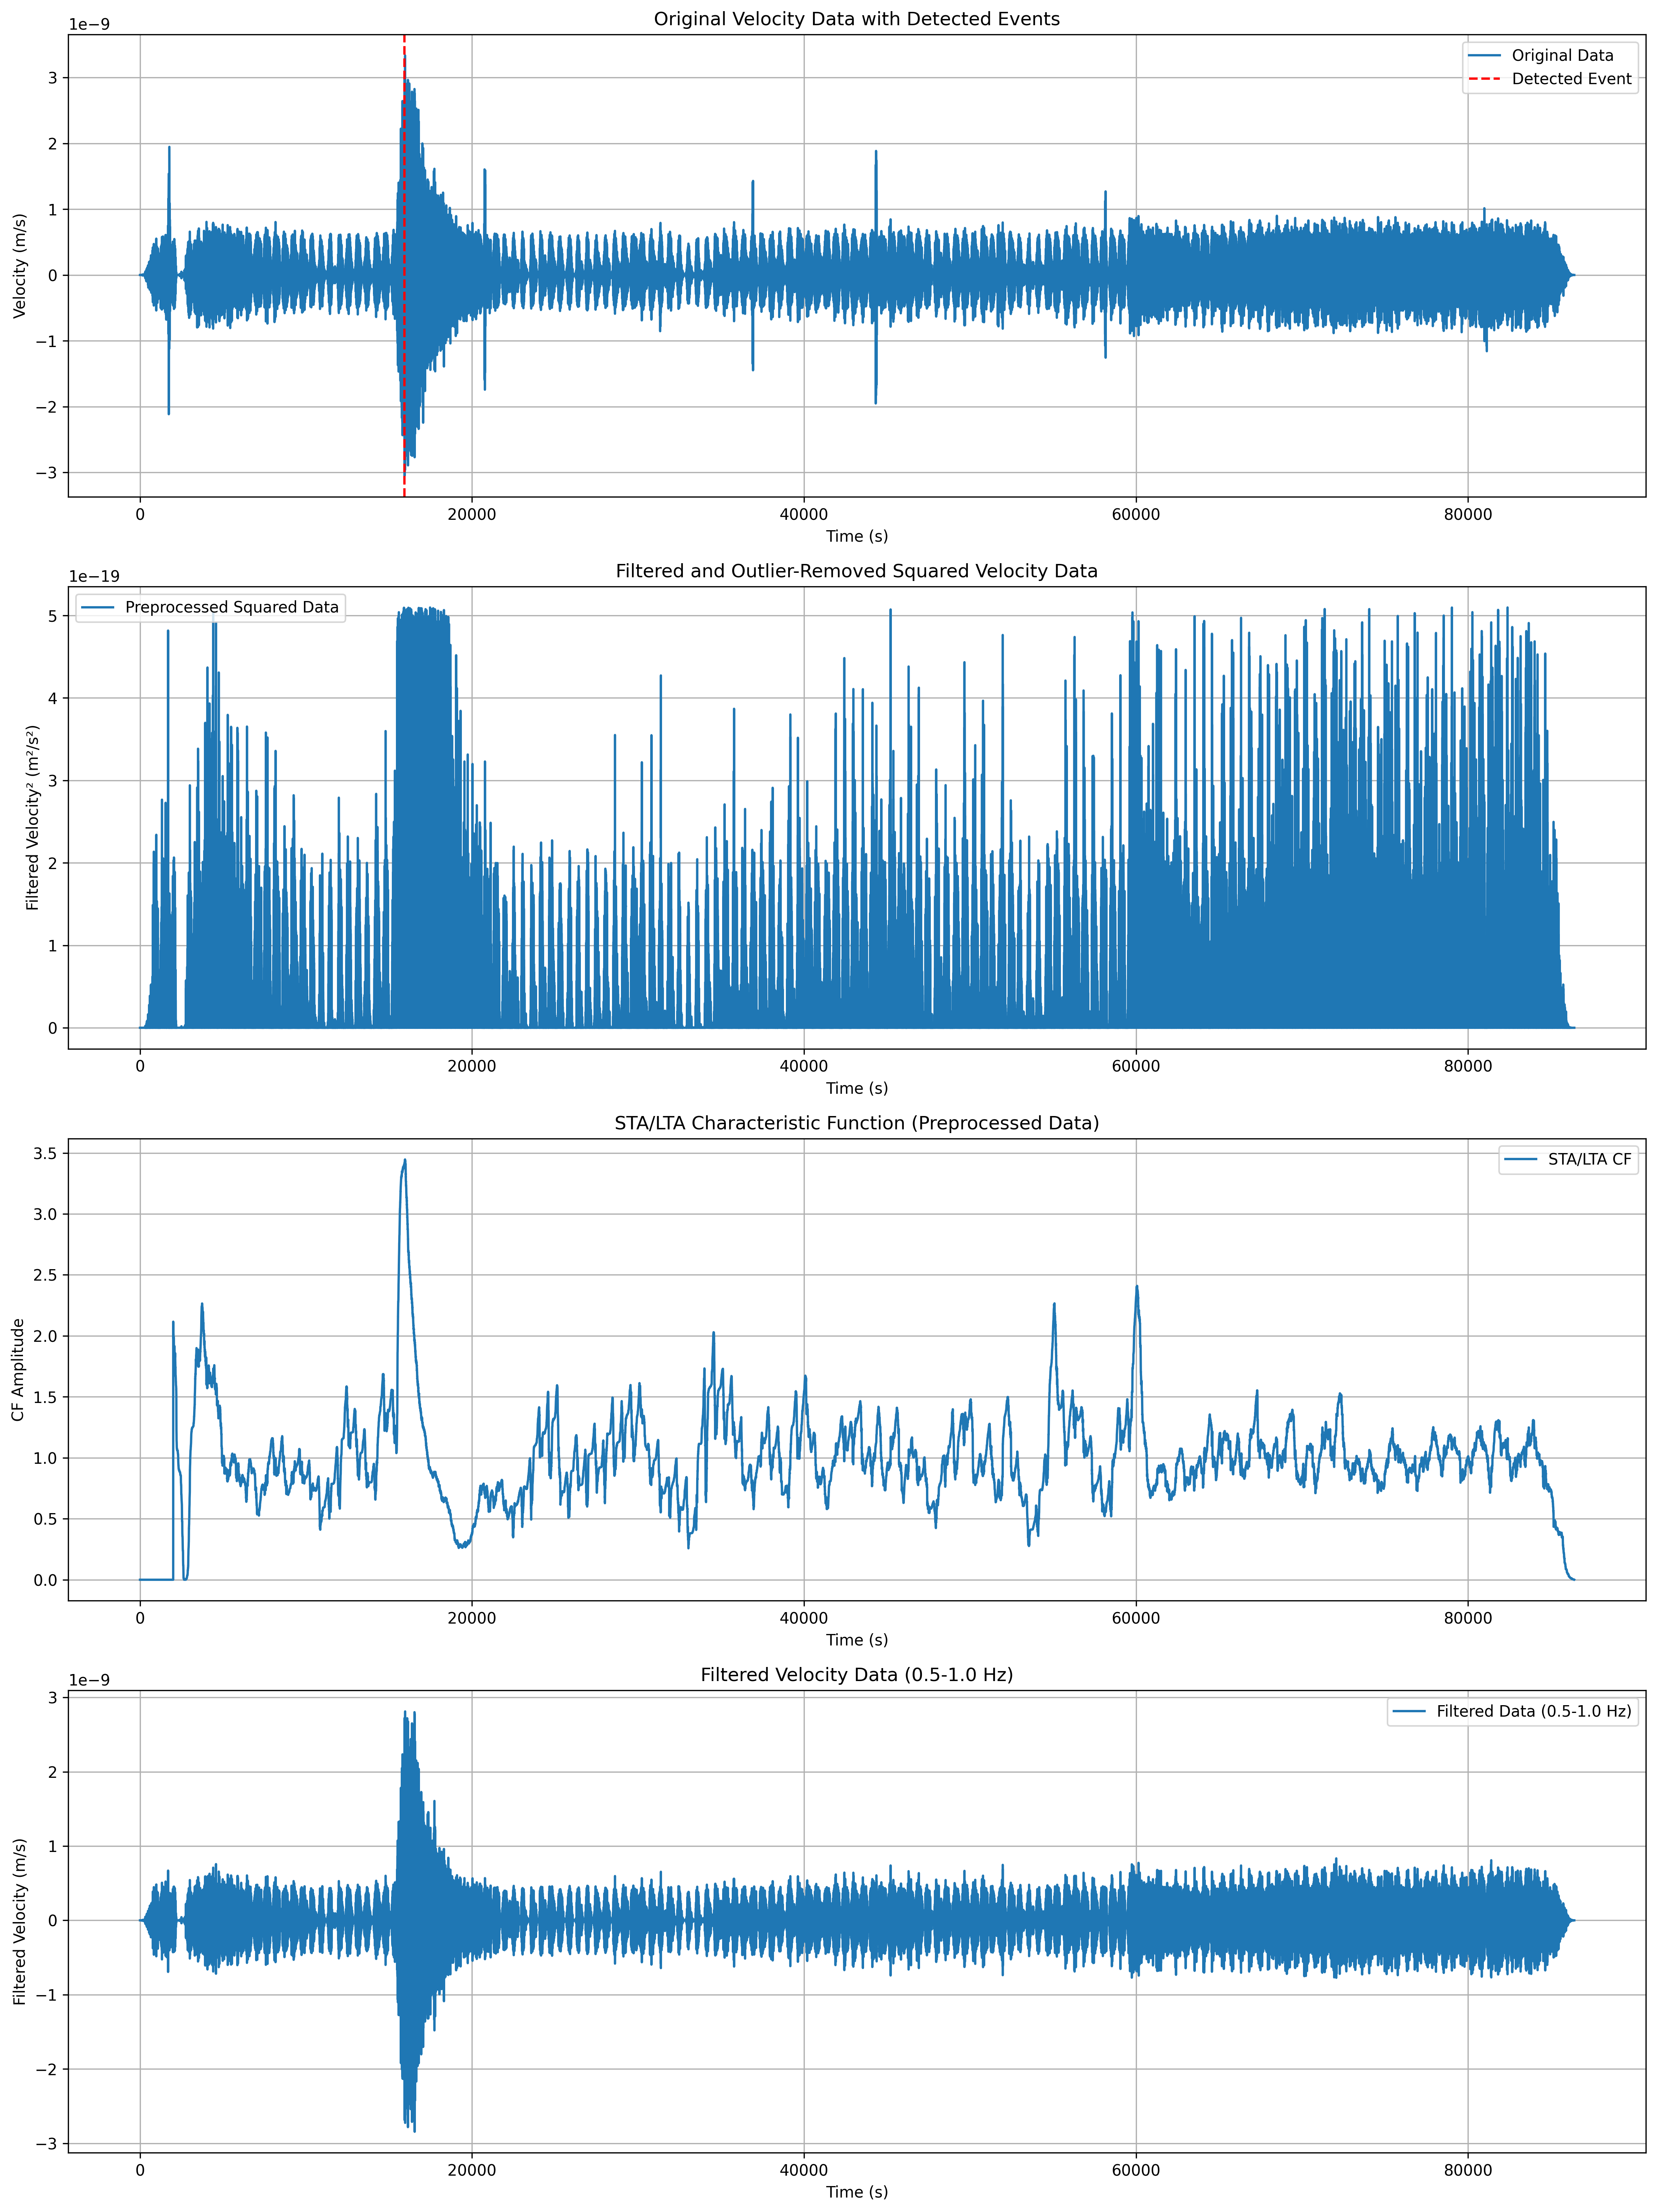 Original Velocity Data with Detected Events
1e−9
Original Data
Detected Event
3
2
1
0
−1
−2
−3
Velocity (m/s)
0 20000 40000 60000 80000
Time (s)
Filtered and Outlier-Removed Squared Velocity Data
1e−19
Preprocessed Squared Data
5
4
3
2
1
0
Filtered Velocity² (m²/s²)
0 20000 40000 60000 80000
Time (s)
STA/LTA Characteristic Function (Preprocessed Data)
STA/LTA CF
3.5
3.0
2.5
2.0
1.5
1.0
0.5
0.0
CF Amplitude
0 20000 40000 60000 80000
Time (s)
Filtered Velocity Data (0.5-1.0 Hz)
1e−9
Filtered Data (0.5-1.0 Hz)
3
2
1
0
−1
−2
−3
Filtered Velocity (m/s)
0 20000 40000 60000 80000
Time (s)